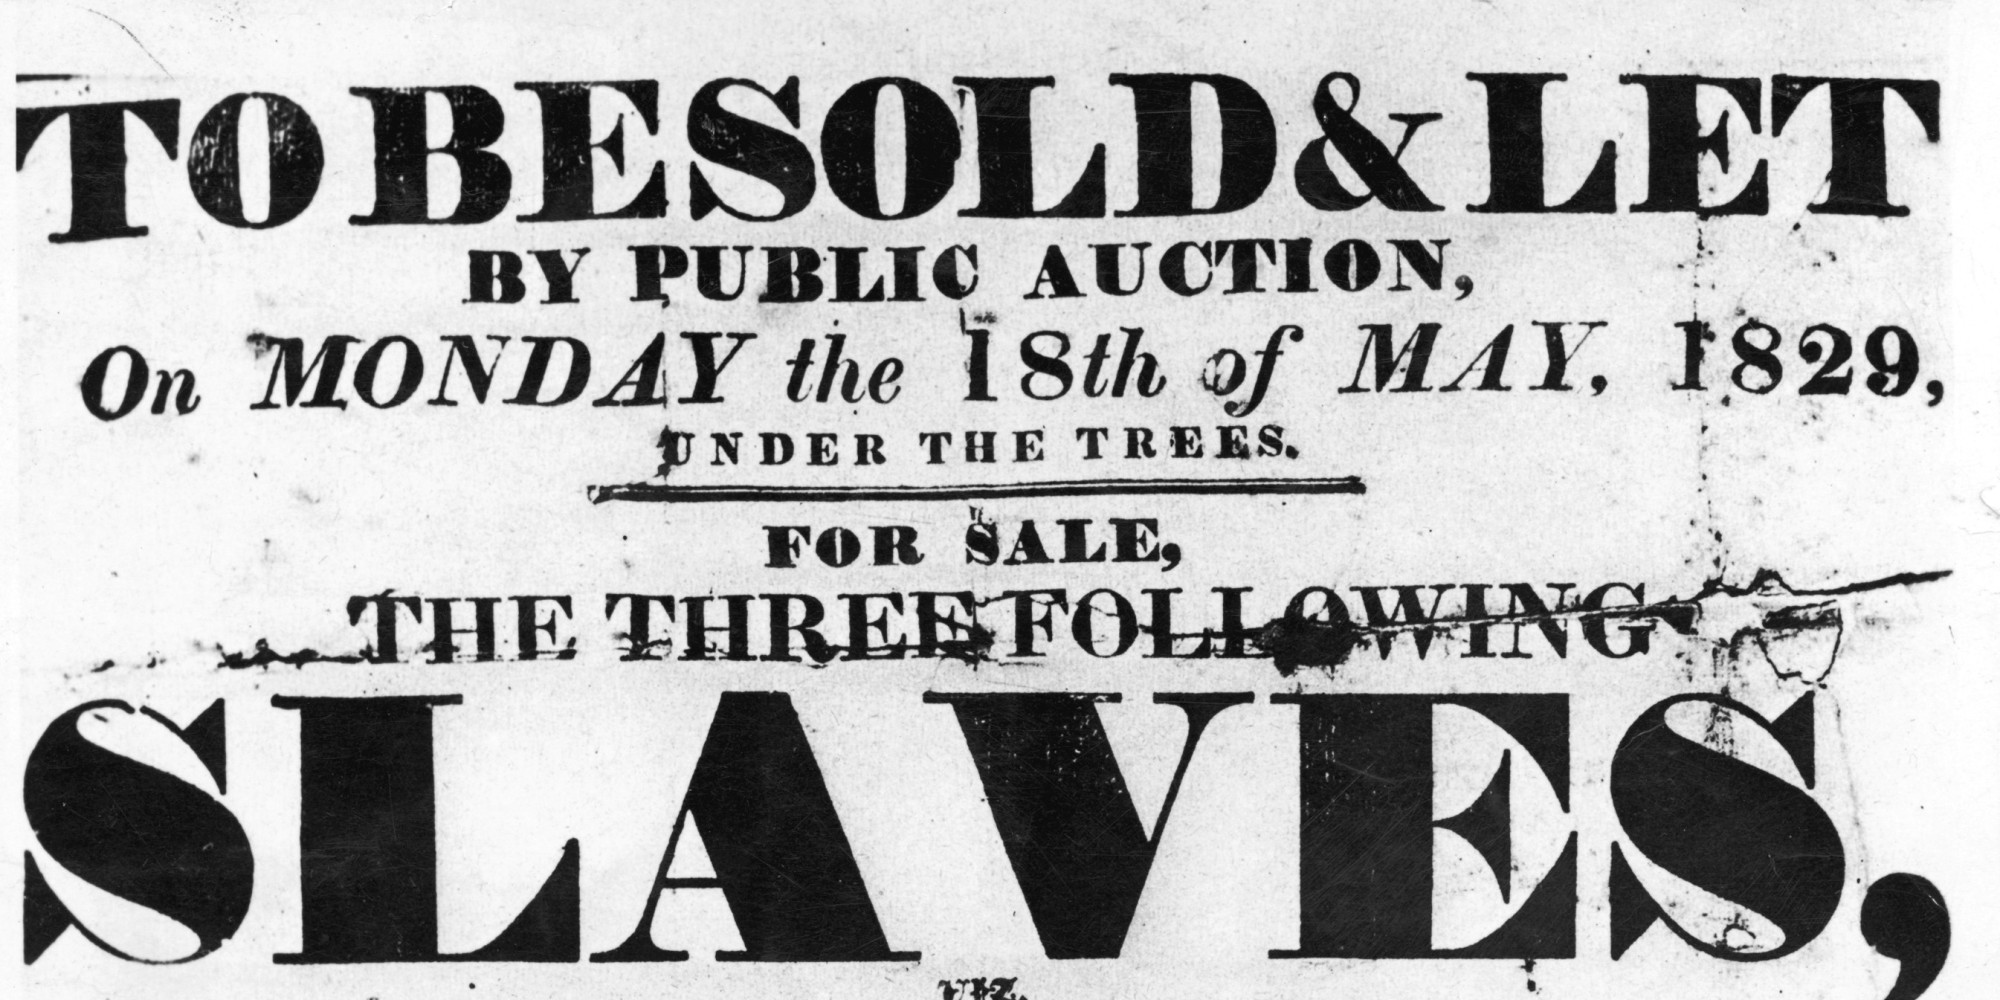 TO BE SOLD & LET
BY PUBLIC AUCTION,
On MONDAY the 18th of MAY, 1829,
UNDER THE TREES.
FOR SALE,
THE THREE FOLLOWING
SLAVES,
VIZ.